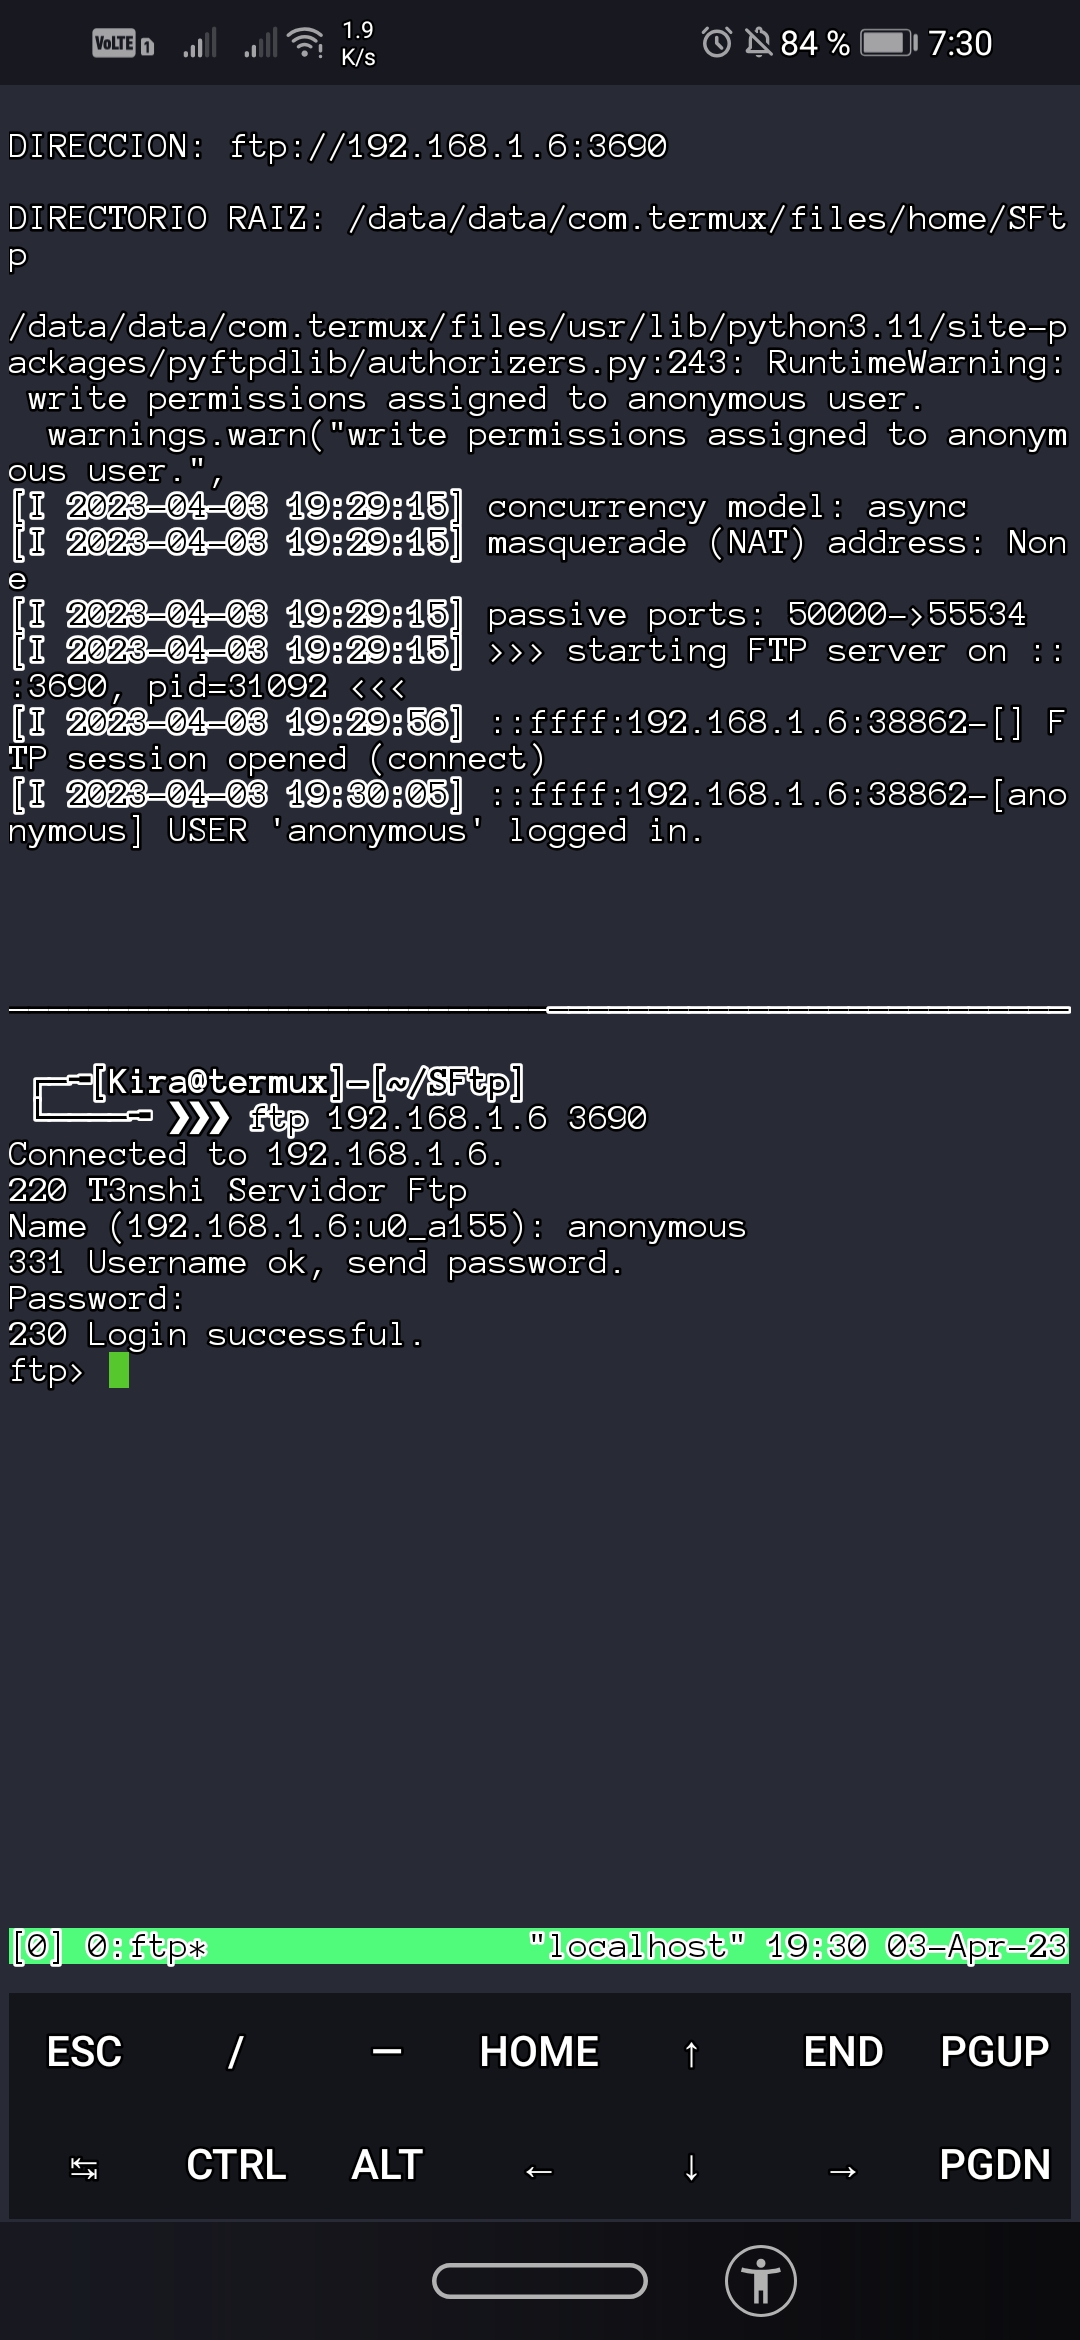 VoLTE 1 1.9 K/s 84 % 7:30
DIRECCION: ftp://192.168.1.6:3690
DIRECTORIO RAIZ: /data/data/com.termux/files/home/SFt
p
/data/data/com.termux/files/usr/lib/python3.11/site-p
ackages/pyftpdlib/authorizers.py:243: RuntimeWarning:
 write permissions assigned to anonymous user.
  warnings.warn("write permissions assigned to anonym
ous user.",
[I 2023-04-03 19:29:15] concurrency model: async
[I 2023-04-03 19:29:15] masquerade (NAT) address: Non
e
[I 2023-04-03 19:29:15] passive ports: 50000->55534
[I 2023-04-03 19:29:15] >>> starting FTP server on ::
:3690, pid=31092 <<<
[I 2023-04-03 19:29:56] ::ffff:192.168.1.6:38862-[] F
TP session opened (connect)
[I 2023-04-03 19:30:05] ::ffff:192.168.1.6:38862-[ano
nymous] USER 'anonymous' logged in.
[Kira@termux]-[~/SFtp]
❯❯❯ ftp 192.168.1.6 3690
Connected to 192.168.1.6.
220 T3nshi Servidor Ftp
Name (192.168.1.6:u0_a155): anonymous
331 Username ok, send password.
Password:
230 Login successful.
ftp>
[0] 0:ftp* "localhost" 19:30 03-Apr-23
ESC / — HOME ↑ END PGUP
↹ CTRL ALT ← ↓ → PGDN